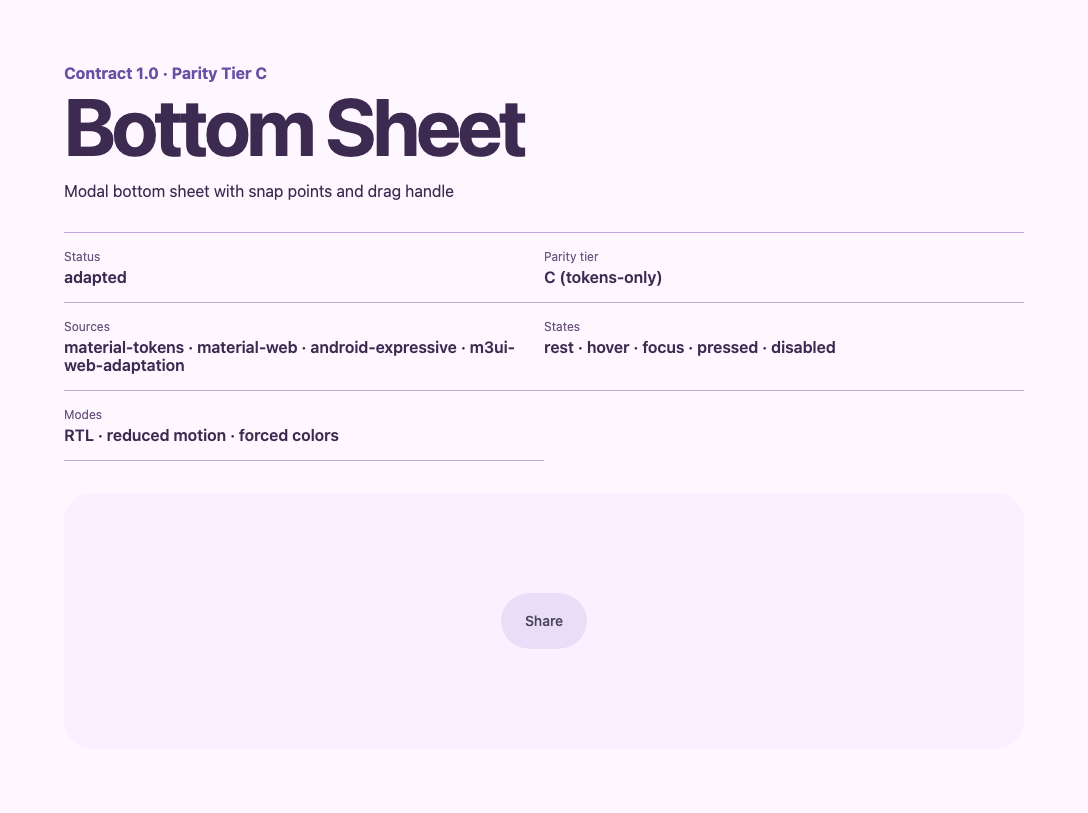 Contract 1.0 · Parity Tier C
Bottom Sheet
Modal bottom sheet with snap points and drag handle
Status
adapted
Parity tier
C (tokens-only)
Sources
material-tokens · material-web · android-expressive · m3ui-
web-adaptation
States
rest · hover · focus · pressed · disabled
Modes
RTL · reduced motion · forced colors
Share